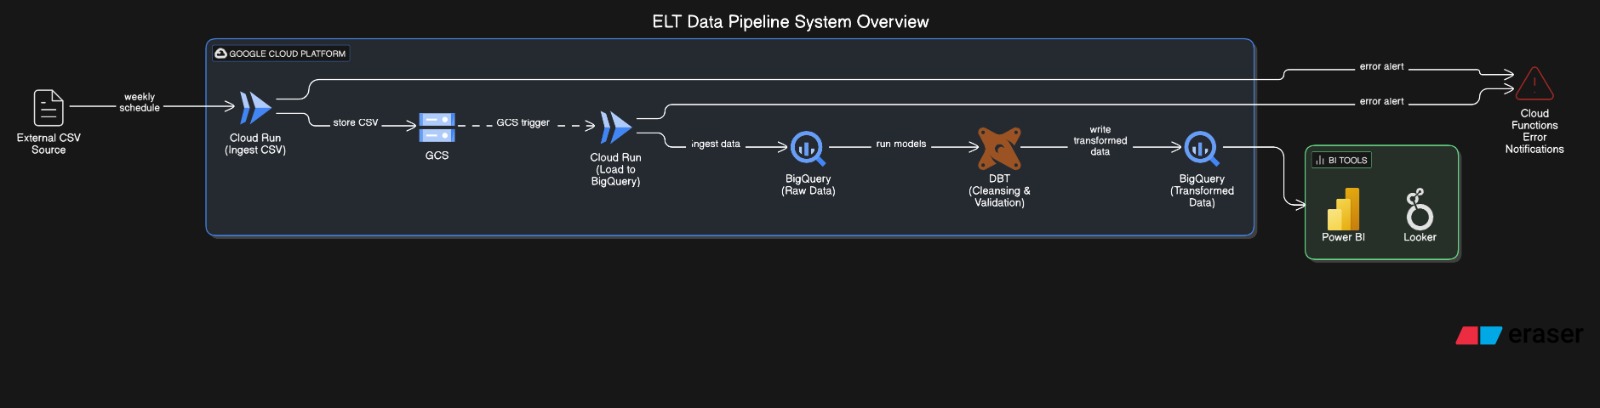 ELT Data Pipeline System Overview
GOOGLE CLOUD PLATFORM
External CSV
Source
weekly
schedule
Cloud Run
(Ingest CSV)
store CSV
GCS
GCS trigger
Cloud Run
(Load to
BigQuery)
ingest data
BigQuery
(Raw Data)
run models
DBT
(Cleansing &
Validation)
write
transformed
data
BigQuery
(Transformed
Data)
error alert
error alert
Cloud
Functions
Error
Notifications
BI TOOLS
Power BI
Looker
eraser